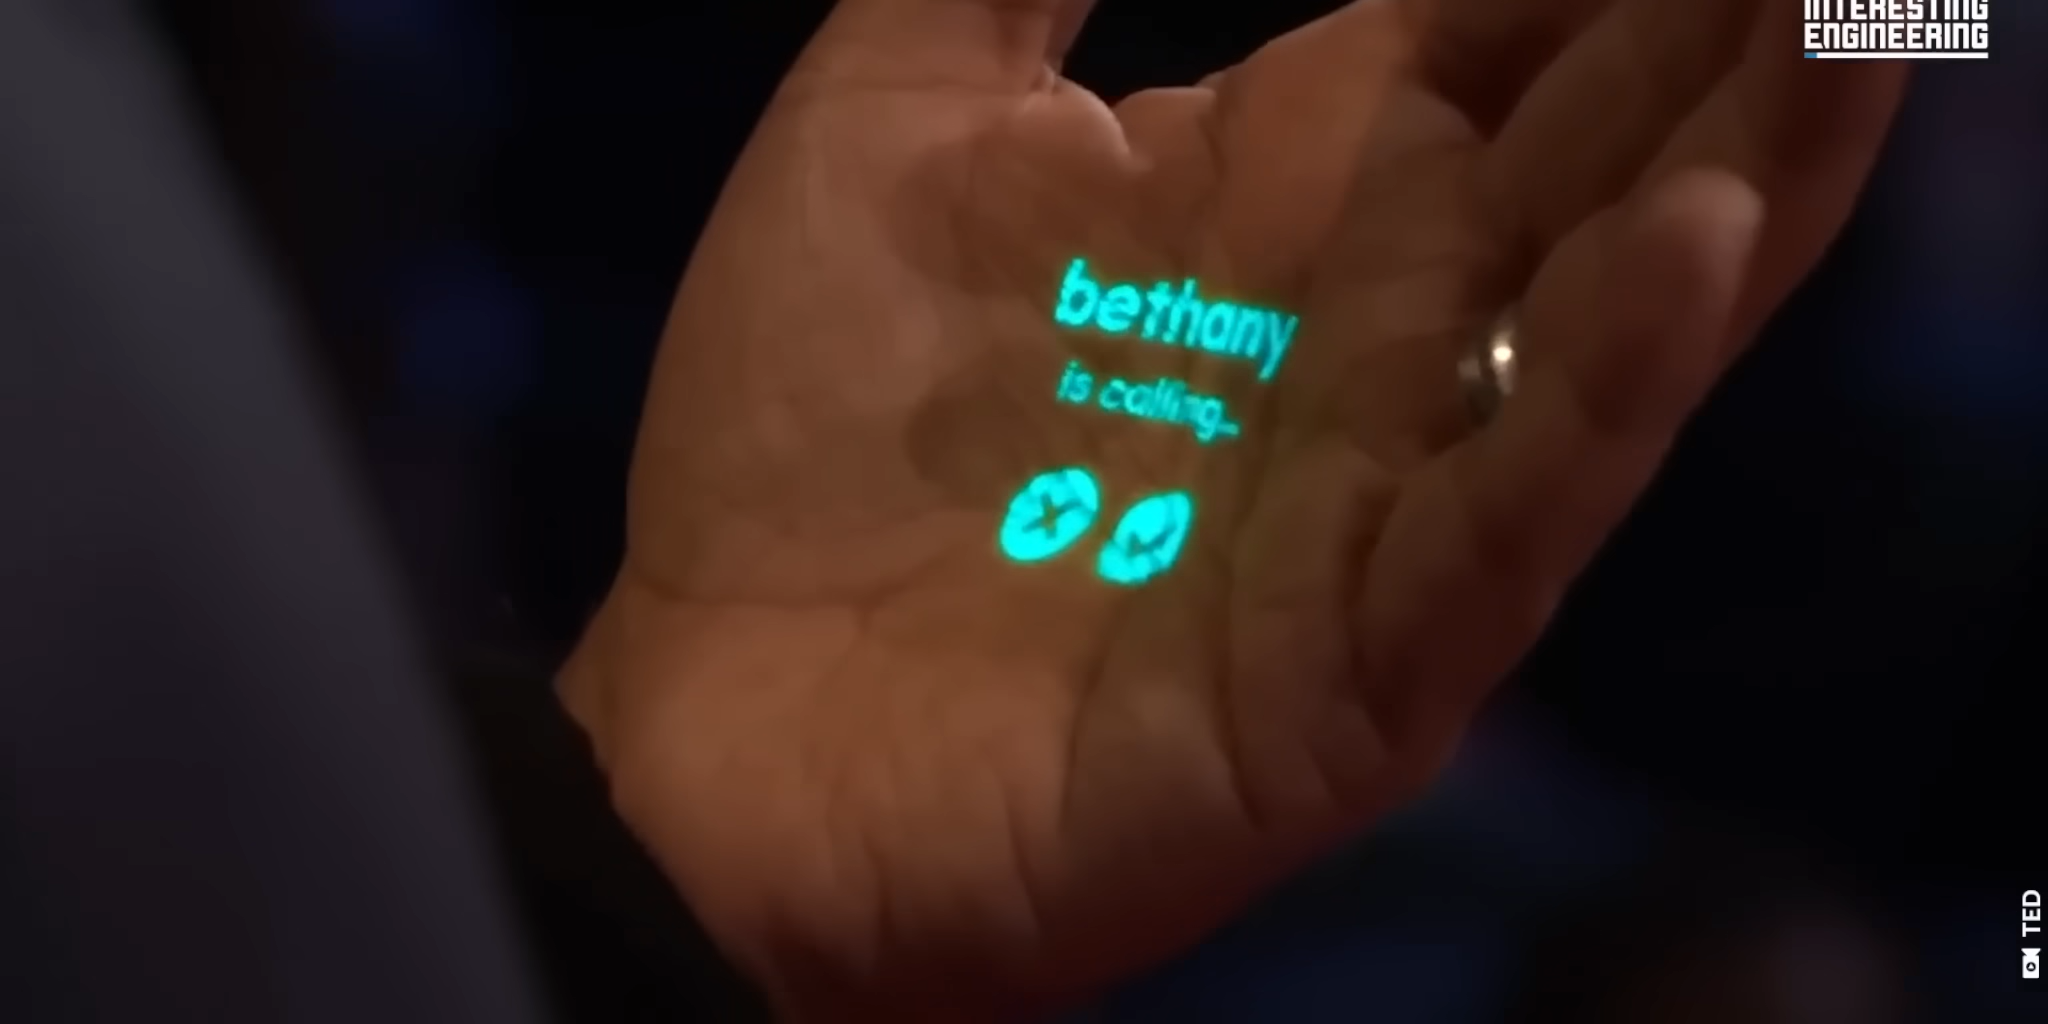 INTERESTING
ENGINEERING
bethany
is calling...
TED